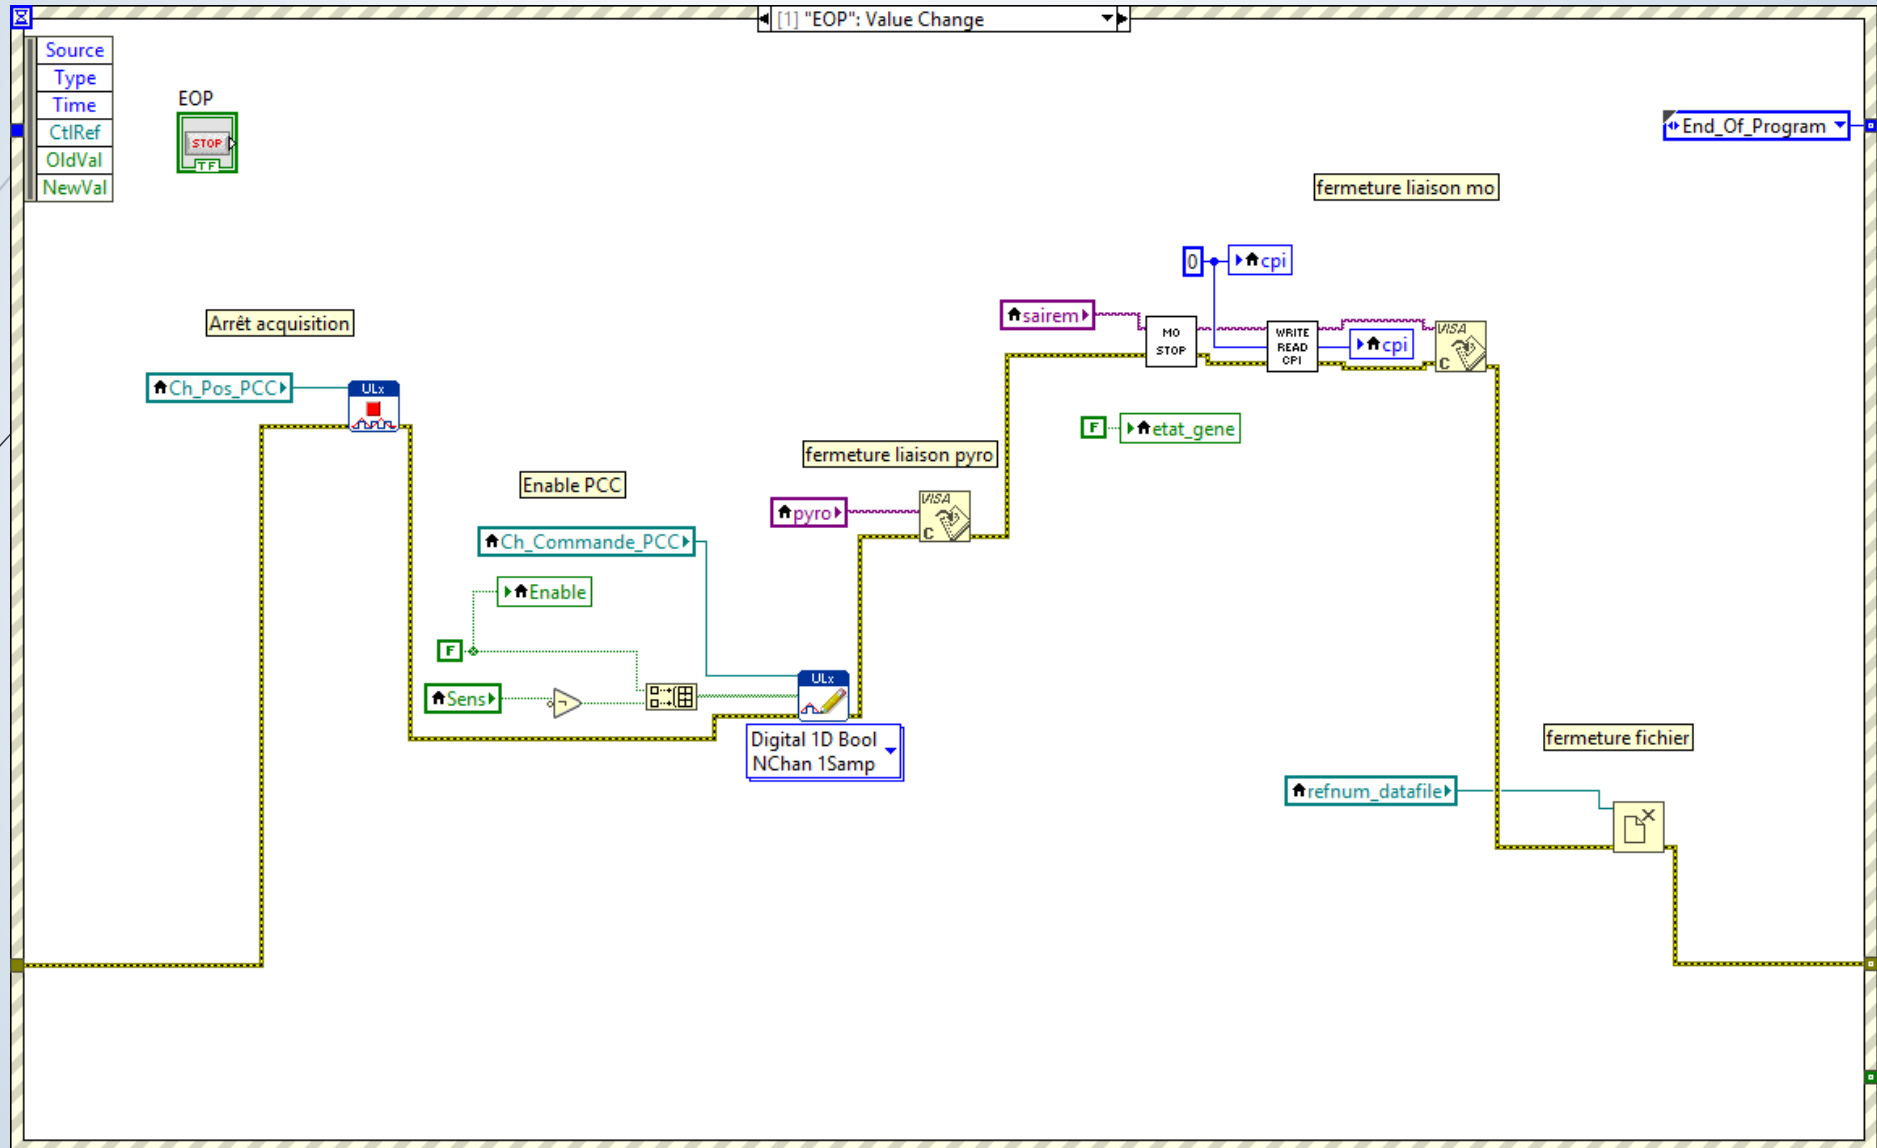 [1] "EOP": Value Change
Source
Type
Time
CtlRef
OldVal
NewVal
EOP
STOP
TF
End_Of_Program
fermeture liaison mo
0
cpi
Arrêt acquisition
sairem
MO
STOP
WRITE
READ
CPI
cpi
VISA
C
Ch_Pos_PCC
ULx
F
etat_gene
fermeture liaison pyro
Enable PCC
pyro
VISA
C
Ch_Commande_PCC
Enable
F
Sens
ULx
Digital 1D Bool
NChan 1Samp
fermeture fichier
refnum_datafile